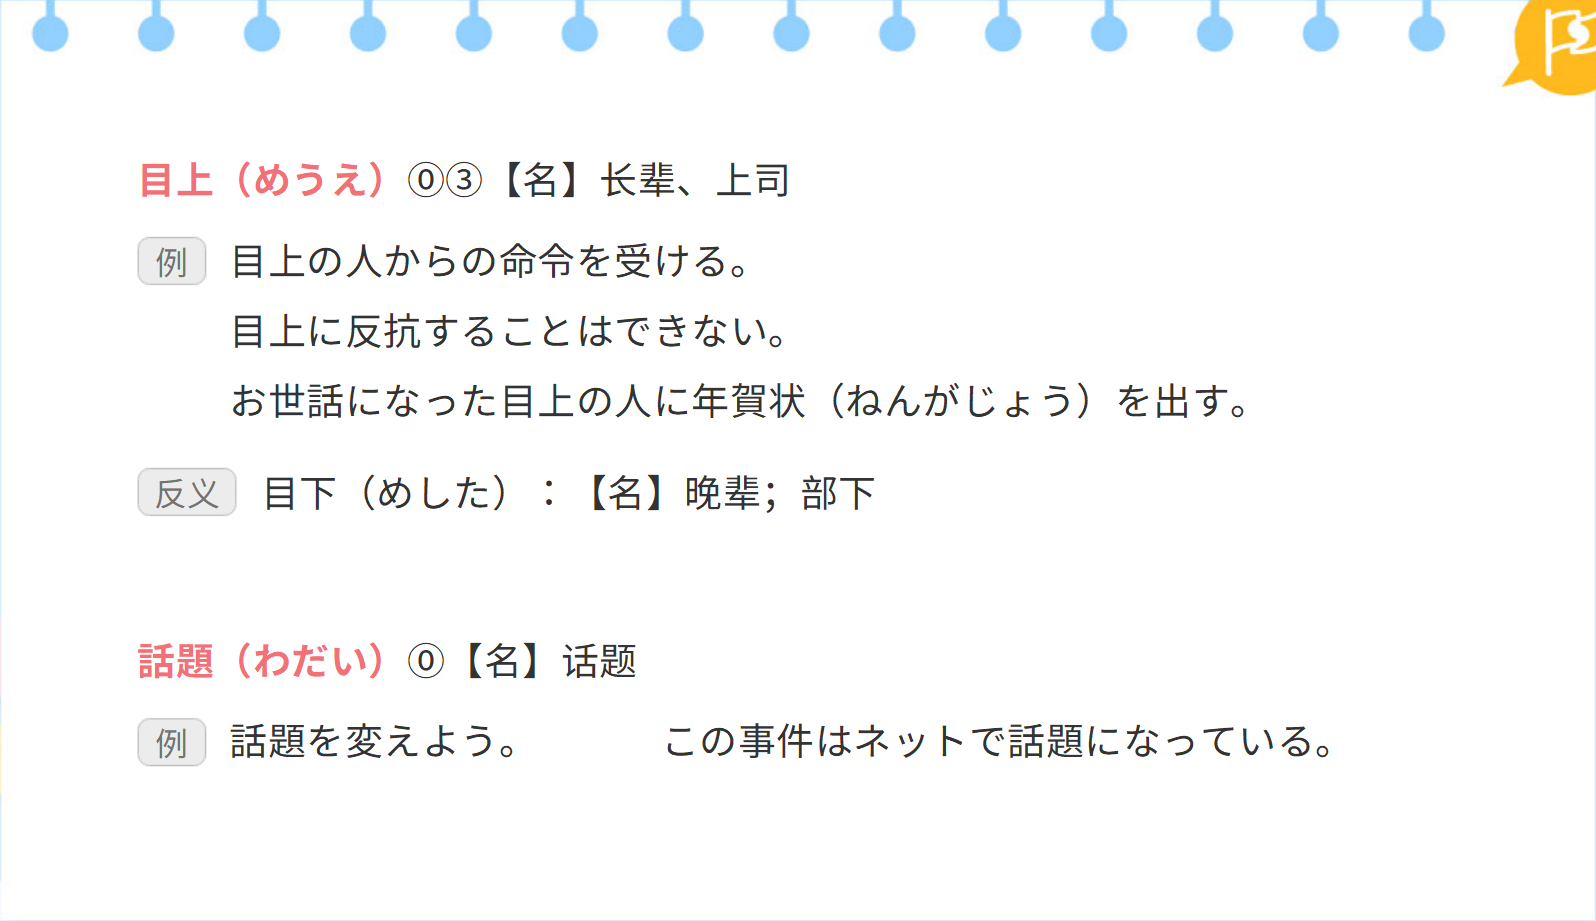 目上（めうえ）⓪③【名】长辈、上司
例 目上の人からの命令を受ける。
目上に反抗することはできない。
お世話になった目上の人に年賀状（ねんがじょう）を出す。
反义 目下（めした）：【名】晚辈；部下
話題（わだい）⓪【名】话题
例 話題を変えよう。 この事件はネットで話題になっている。